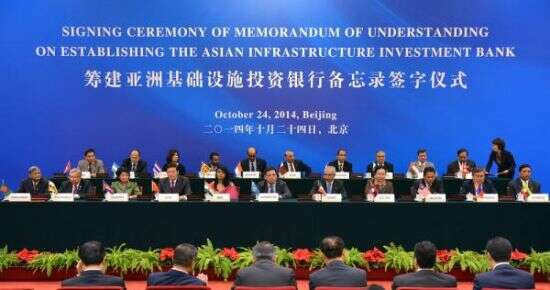 SIGNING CEREMONY OF MEMORANDUM OF UNDERSTANDING
ON ESTABLISHING THE ASIAN INFRASTRUCTURE INVESTMENT BANK
筹建亚洲基础设施投资银行备忘录签字仪式
October 24, 2014, Beijing
二〇一四年十月二十四日，北京